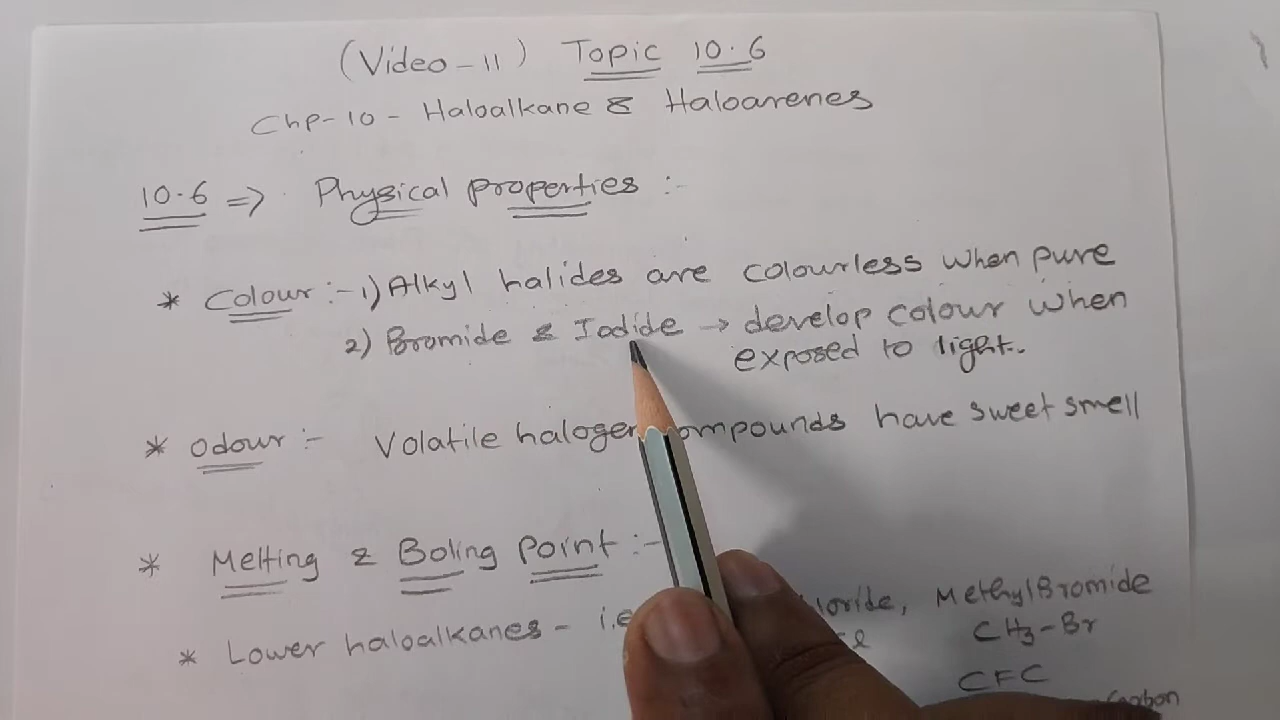 (Video-11) Topic 10.6
Chp-10 - Haloalkane & Haloarenes
10.6 => Physical properties :-
* Colour :- 1) Alkyl halides are colourless when pure
2) Bromide & Iodide → develop colour when
exposed to light.
* Odour :- Volatile halogen compounds have sweet smell
* Melting & Boling Point :-
* Lower haloalkanes - i.e Methyl Bromide
CH3-Br
CFC